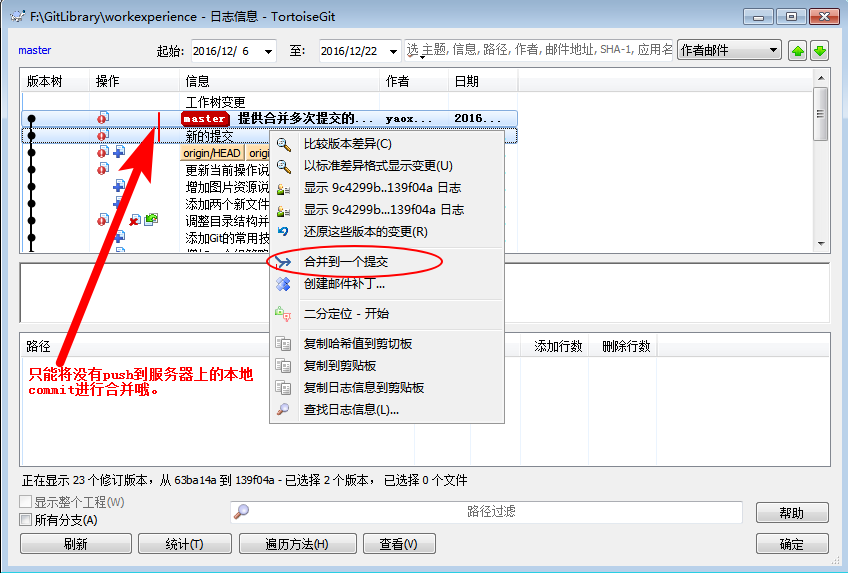 F:\GitLibrary\workexperience - 日志信息 - TortoiseGit
master 起始: 2016/12/ 6 至: 2016/12/22 选 主题, 信息, 路径, 作者, 邮件地址, SHA-1, 应用名 作者邮件
版本树 操作 信息 作者 日期
工作树变更
master 提供合并多次提交的... yaox... 2016...
新的提交
origin/HEAD origi
更新当前操作说
增加图片资源说
添加两个新文件
调整目录结构并
添加Git的常用技
比较版本差异(C)
以标准差异格式显示变更(U)
显示 9c4299b..139f04a 日志
显示 9c4299b...139f04a 日志
还原这些版本的变更(R)
合并到一个提交
创建邮件补丁...
二分定位 - 开始
复制哈希值到剪切板
复制到剪贴板
复制日志信息到剪贴板
查找日志信息(L)...
路径 添加行数 删除行数
只能将没有push到服务器上的本地
commit进行合并哦。
正在显示 23 个修订版本，从 63ba14a 到 139f04a - 已选择 2 个版本， 已选择 0 个文件
显示整个工程(W)
所有分支(A)
路径过滤
帮助
刷新 统计(T) 遍历方法(H) 查看(V) 确定